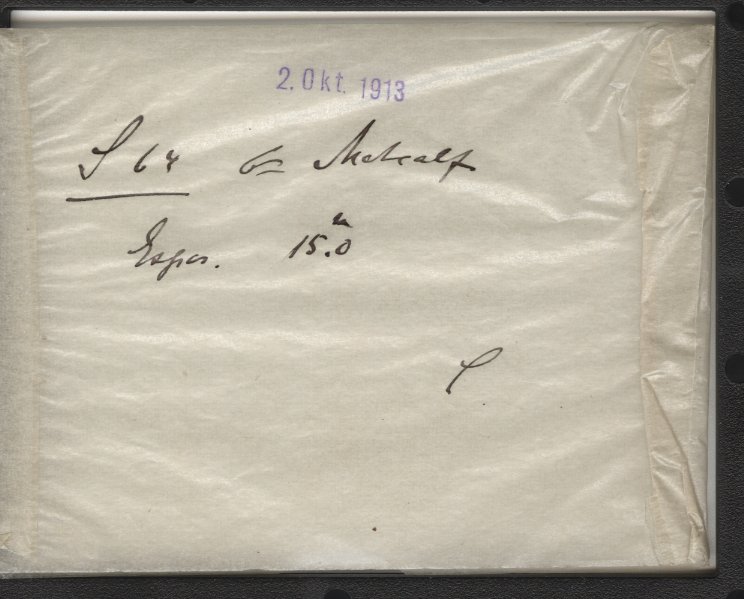 2. Okt. 1913
S 64 Metcalf
Expos. 15.0